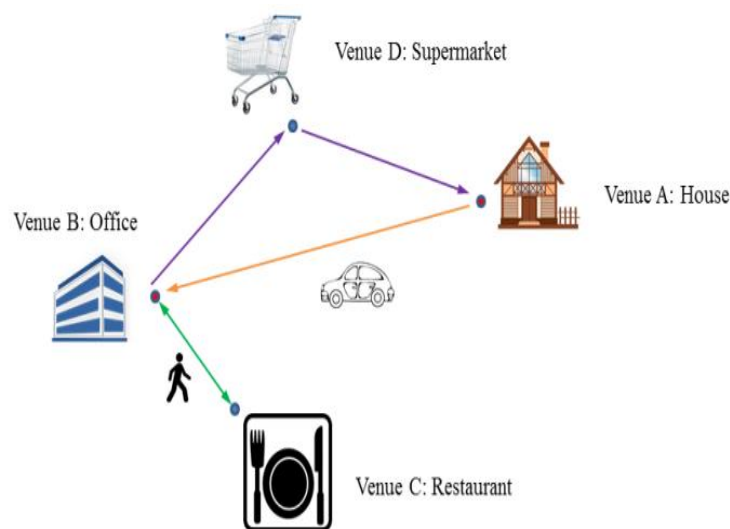 Venue D: Supermarket
Venue A: House
Venue B: Office
Venue C: Restaurant